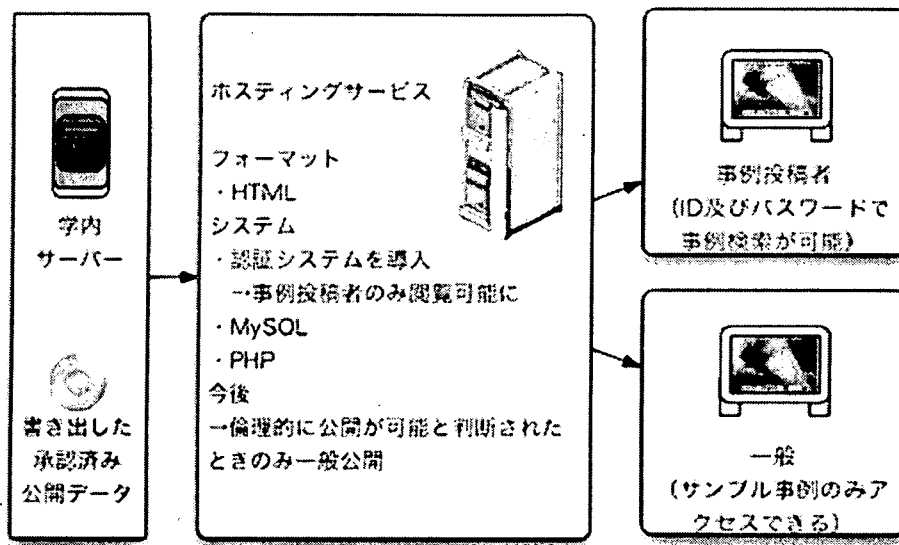 学内
サーバー
書き出した
承認済み
公開データ
ホスティングサービス
フォーマット
・HTML
システム
・認証システムを導入
→事例投稿者のみ閲覧可能に
・MySOL
・PHP
今後
→倫理的に公開が可能と判断された
ときのみ一般公開
事例投稿者
(ID及びパスワードで
事例検索が可能)
一般
(サンプル事例のみア
クセスできる)